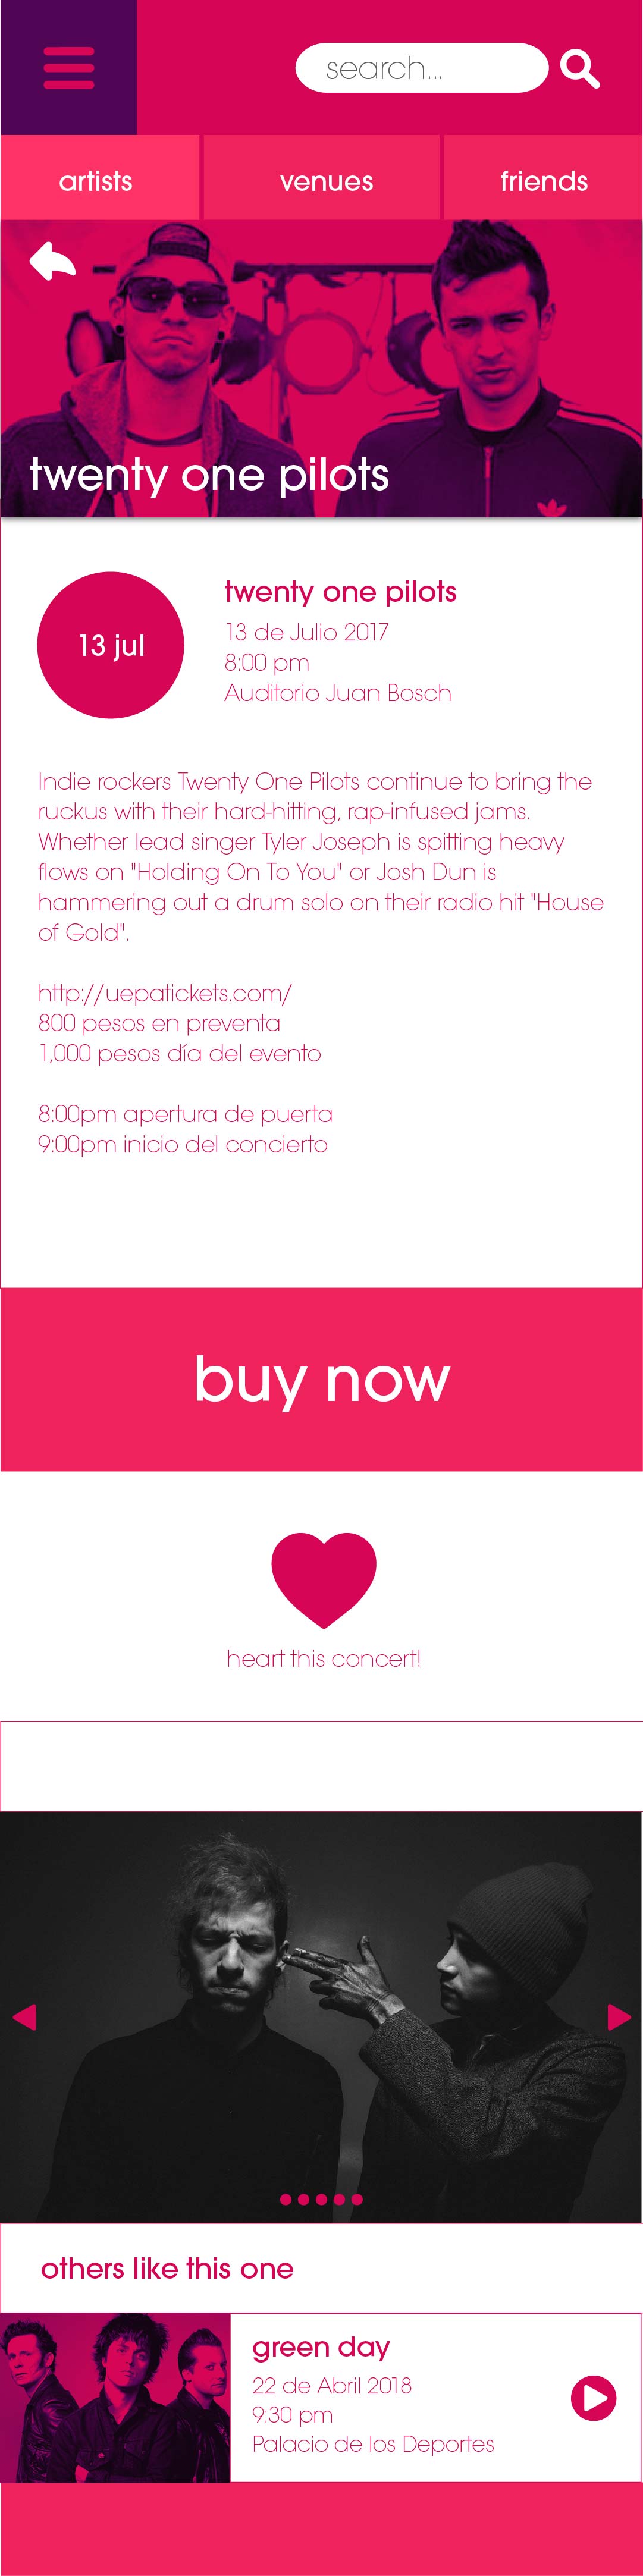 search...
artists
venues
friends
twenty one pilots
13 jul
twenty one pilots
13 de Julio 2017
8:00 pm
Auditorio Juan Bosch
Indie rockers Twenty One Pilots continue to bring the
ruckus with their hard-hitting, rap-infused jams.
Whether lead singer Tyler Joseph is spitting heavy
flows on "Holding On To You" or Josh Dun is
hammering out a drum solo on their radio hit "House
of Gold".
http://uepatickets.com/
800 pesos en preventa
1,000 pesos día del evento
8:00pm apertura de puerta
9:00pm inicio del concierto
buy now
heart this concert!
others like this one
green day
22 de Abril 2018
9:30 pm
Palacio de los Deportes